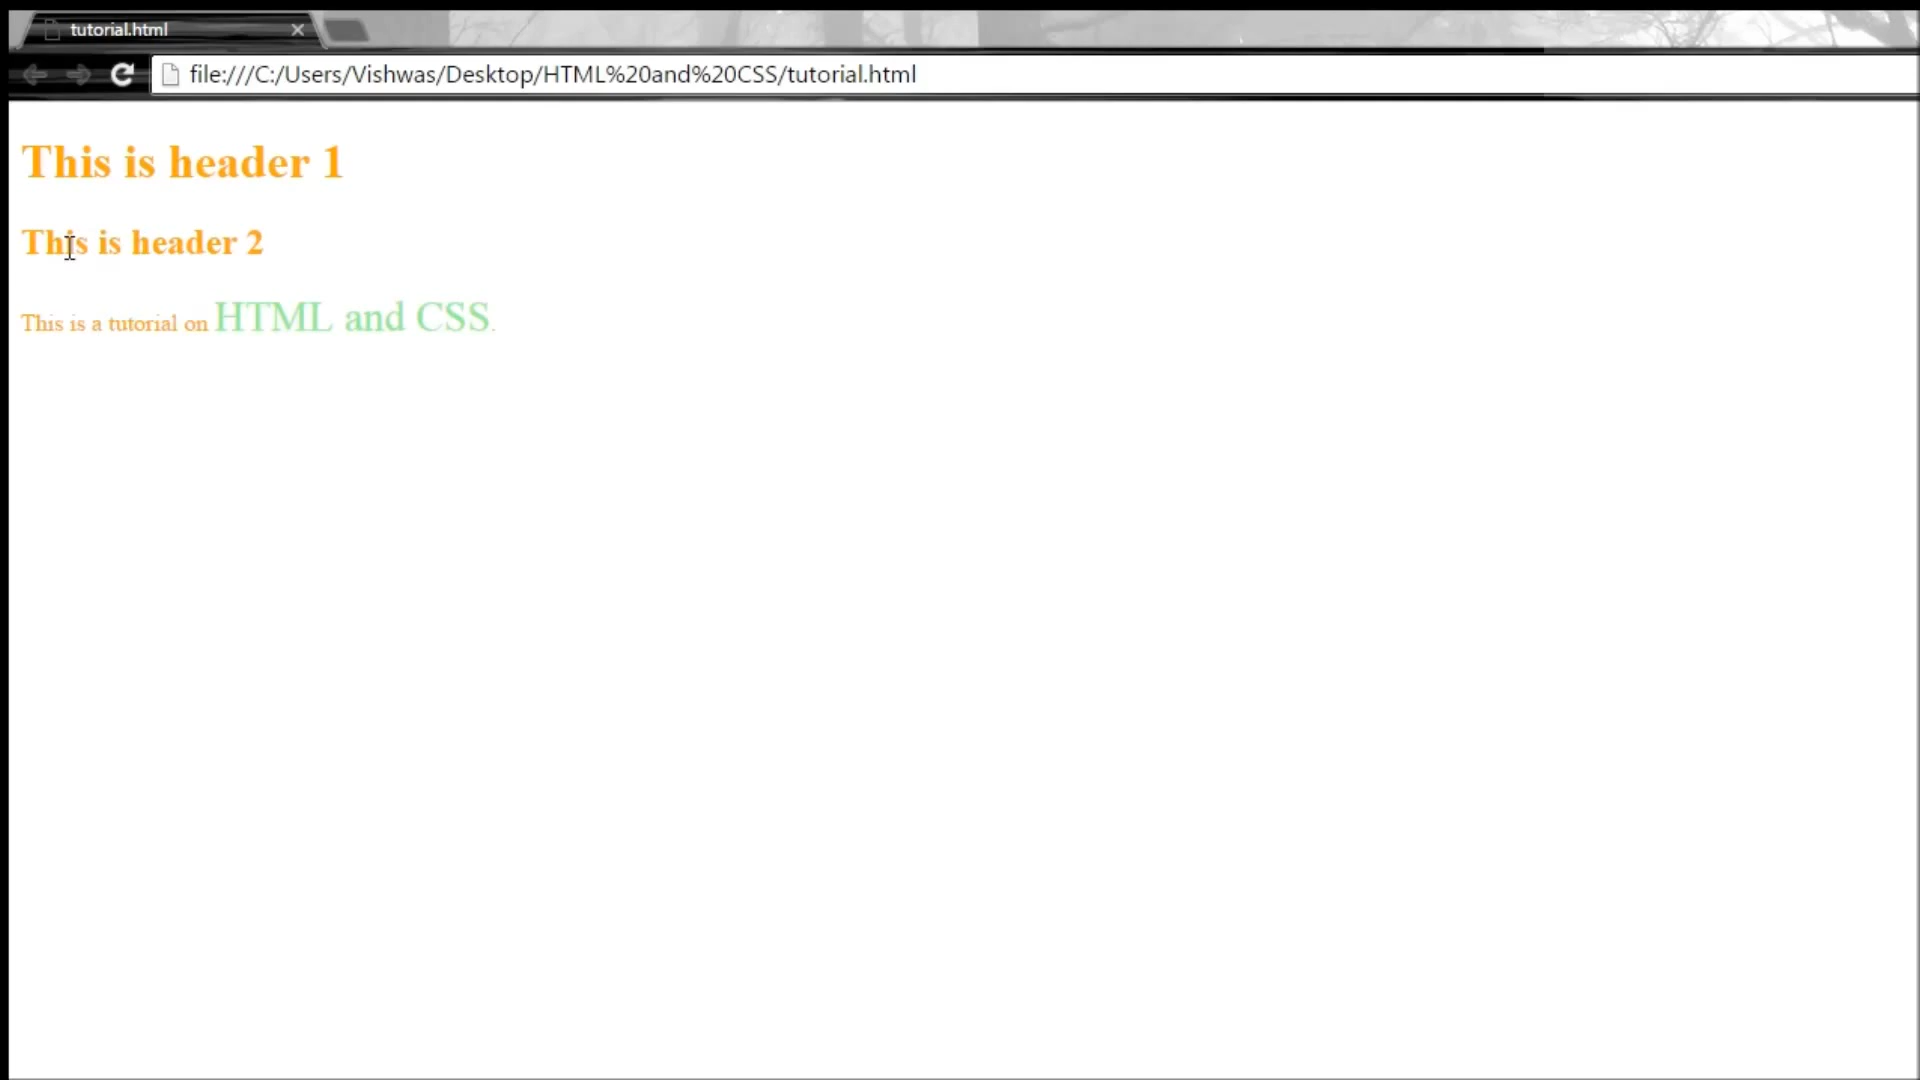 tutorial.html
file:///C:/Users/Vishwas/Desktop/HTML%20and%20CSS/tutorial.html
This is header 1
This is header 2
This is a tutorial on HTML and CSS.